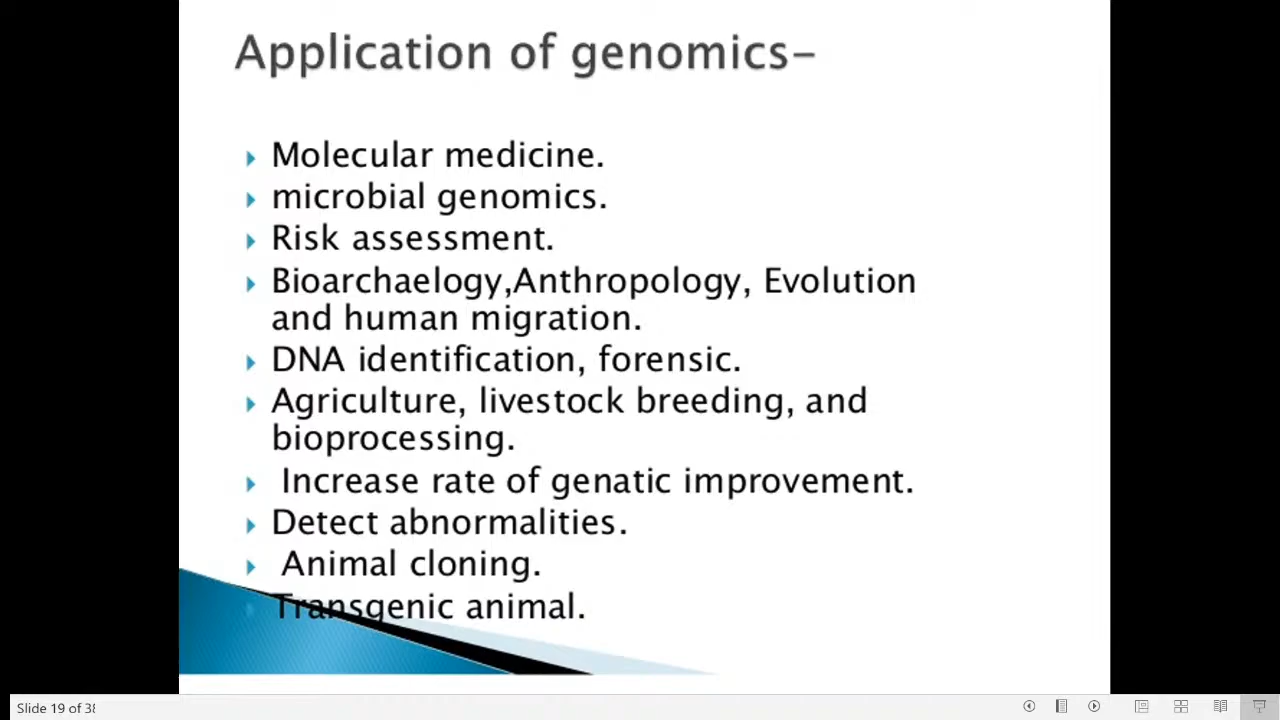 Application of genomics-
Molecular medicine.
microbial genomics.
Risk assessment.
Bioarchaelogy,Anthropology, Evolution
and human migration.
DNA identification, forensic.
Agriculture, livestock breeding, and
bioprocessing.
Increase rate of genatic improvement.
Detect abnormalities.
Animal cloning.
Transgenic animal.
Slide 19 of 38